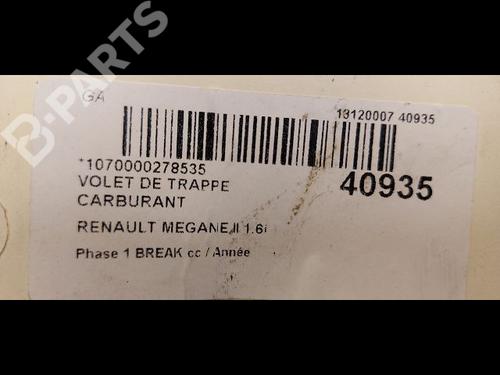 B-PARTS
GA
13120007 40935
*1070000278535
40935
VOLET DE TRAPPE
CARBURANT
RENAULT MEGANE II 1.6i
Phase 1 BREAK cc / Année